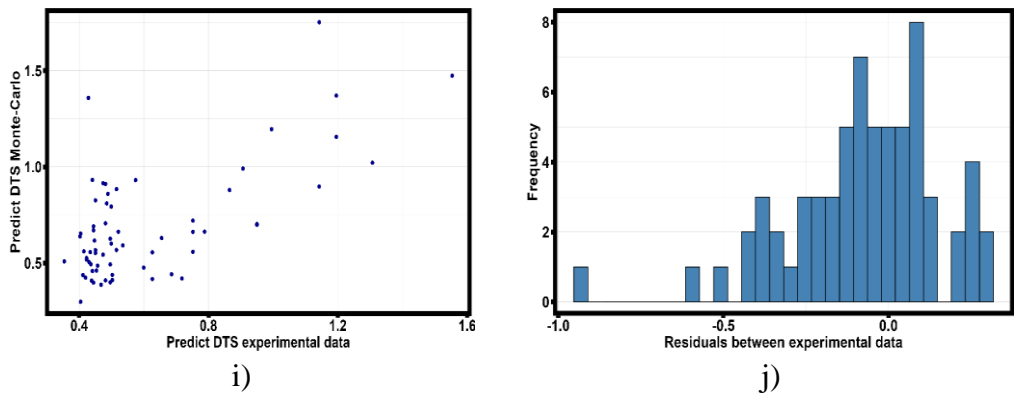 Predict DTS Monte-Carlo
1.5
1.0
0.5
0.4
0.8
1.2
1.6
Predict DTS experimental data
i)
Frequency
8
6
4
2
0
-1.0
-0.5
0.0
Residuals between experimental data
j)